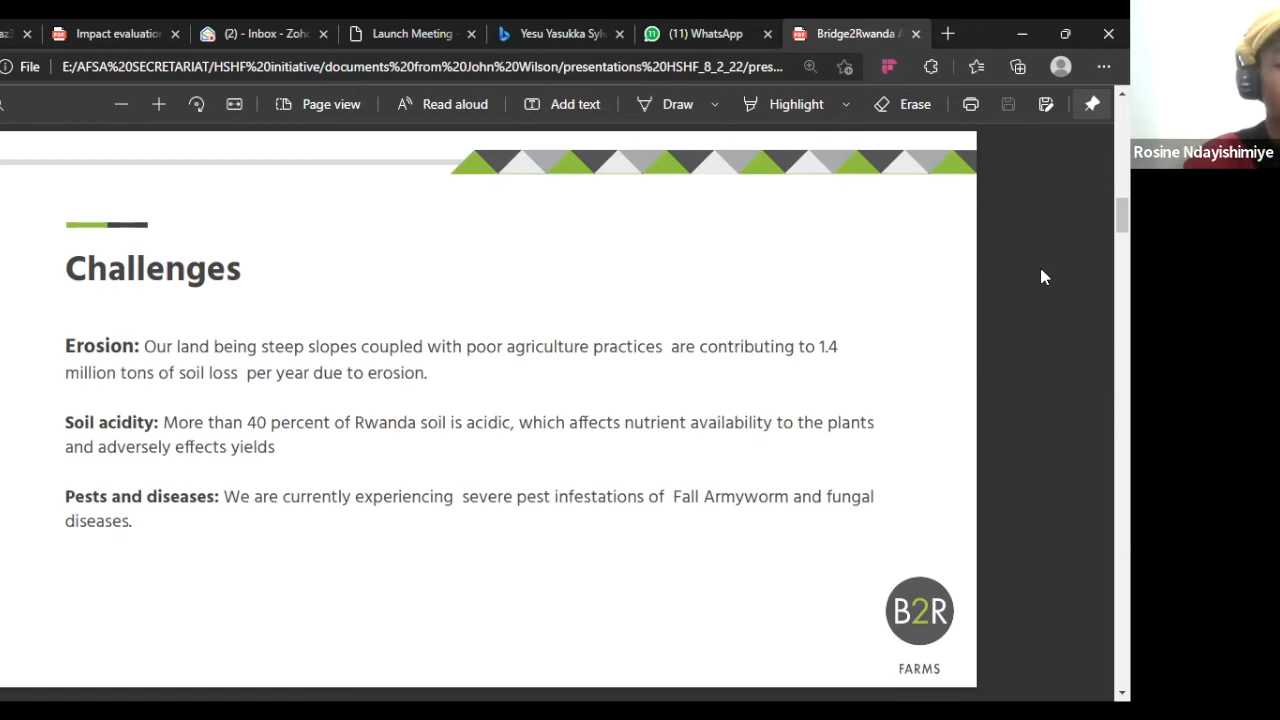 Impact evaluation
(2) - Inbox - Zoho
Launch Meeting -
Yesu Yasukka Syl
(11) WhatsApp
Bridge2Rwanda
File
E:/AFSA%20SECRETARIAT/HSHF%20initiative/documents%20from%20John%20Wilson/presentations%20HSHF_8_2_22/pres...
Page view
Read aloud
Add text
Draw
Highlight
Erase
Rosine Ndayishimiye
Challenges
Erosion: Our land being steep slopes coupled with poor agriculture practices are contributing to 1.4
million tons of soil loss per year due to erosion.
Soil acidity: More than 40 percent of Rwanda soil is acidic, which affects nutrient availability to the plants
and adversely effects yields
Pests and diseases: We are currently experiencing severe pest infestations of Fall Armyworm and fungal
diseases.
B2R
FARMS